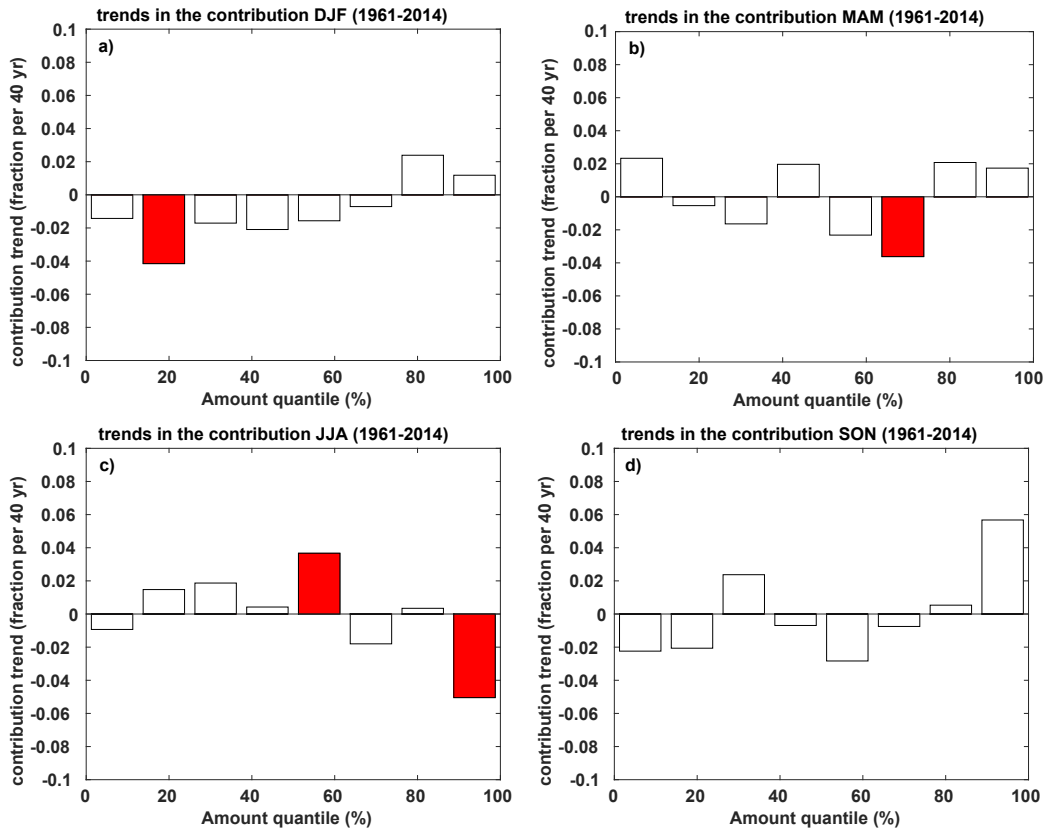 trends in the contribution DJF (1961-2014)
a)
contribution trend (fraction per 40 yr)
0.1
0.08
0.06
0.04
0.02
0
-0.02
-0.04
-0.06
-0.08
-0.1
0 20 40 60 80 100
Amount quantile (%)
trends in the contribution MAM (1961-2014)
b)
contribution trend (fraction per 40 yr)
0.1
0.08
0.06
0.04
0.02
0
-0.02
-0.04
-0.06
-0.08
-0.1
0 20 40 60 80 100
Amount quantile (%)
trends in the contribution JJA (1961-2014)
c)
contribution trend (fraction per 40 yr)
0.1
0.08
0.06
0.04
0.02
0
-0.02
-0.04
-0.06
-0.08
-0.1
0 20 40 60 80 100
Amount quantile (%)
trends in the contribution SON (1961-2014)
d)
contribution trend (fraction per 40 yr)
0.1
0.08
0.06
0.04
0.02
0
-0.02
-0.04
-0.06
-0.08
-0.1
0 20 40 60 80 100
Amount quantile (%)